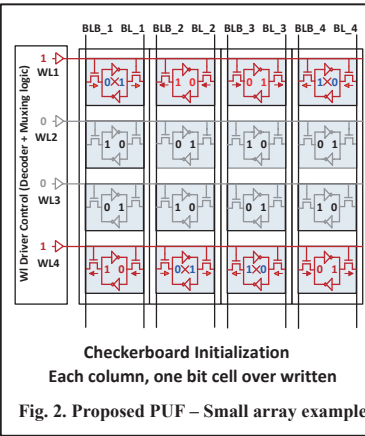 BLB_1 BL_1 BLB_2 BL_2 BLB_3 BL_3 BLB_4 BL_4
Wl Driver Control (Decoder + Muxing logic)
1
WL1
0 1 1 0 0 1 1 0
0
WL2
1 0 0 1 1 0 0 1
0
WL3
0 1 1 0 0 1 1 0
1
WL4
1 0 0 1 1 0 0 1
Checkerboard Initialization
Each column, one bit cell over written
Fig. 2. Proposed PUF – Small array example